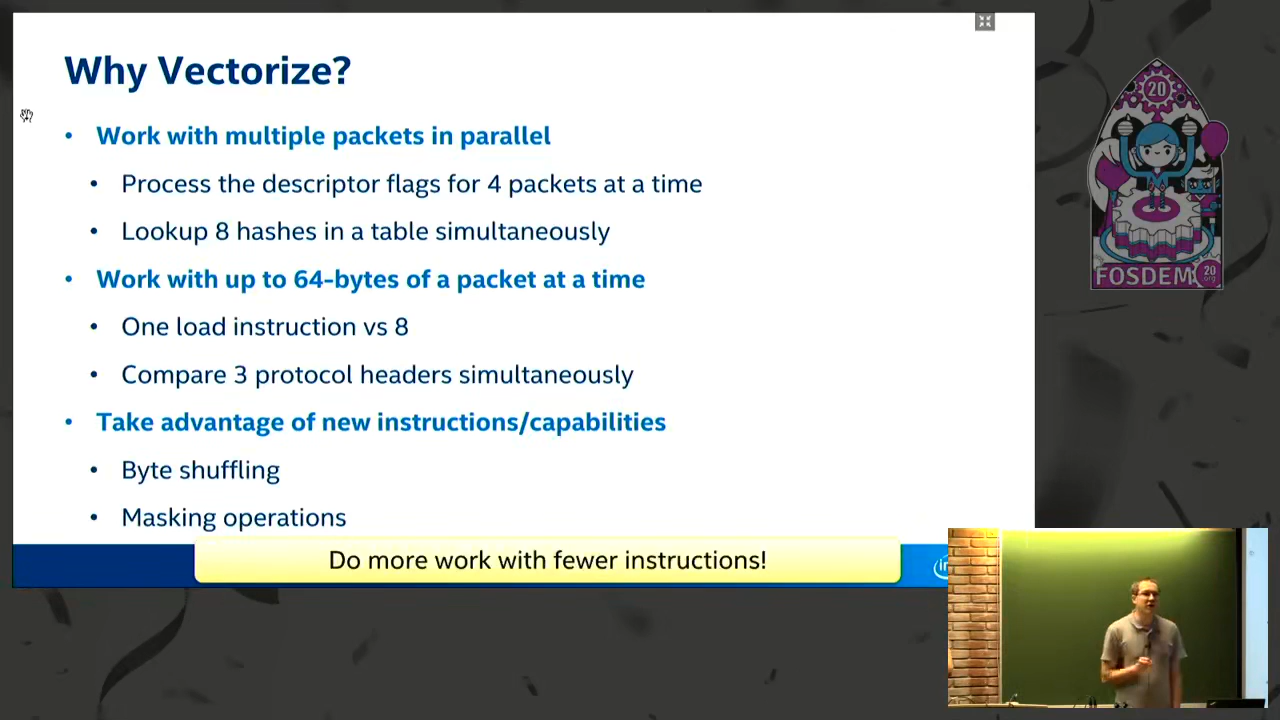 Why Vectorize?
• Work with multiple packets in parallel
• Process the descriptor flags for 4 packets at a time
• Lookup 8 hashes in a table simultaneously
• Work with up to 64-bytes of a packet at a time
• One load instruction vs 8
• Compare 3 protocol headers simultaneously
• Take advantage of new instructions/capabilities
• Byte shuffling
• Masking operations
Do more work with fewer instructions!
20
FOSDEM
20
.org